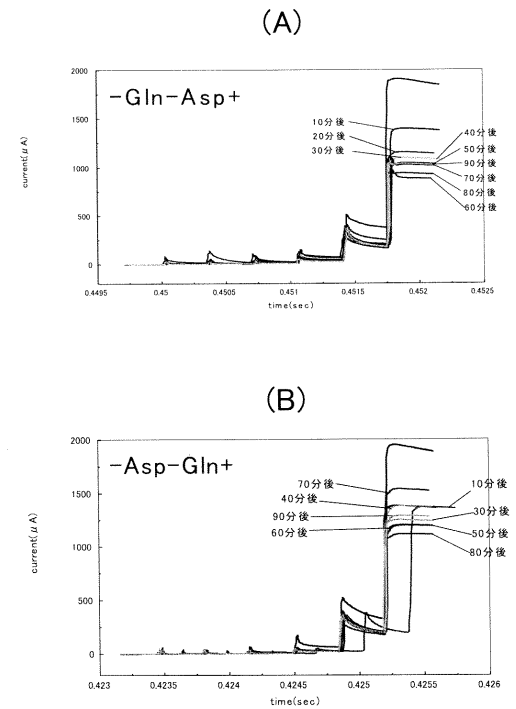 (A)
-Gln-Asp+
current(μA)
2000
1500
1000
500
0
10分後
20分後
30分後
40分後
50分後
90分後
70分後
80分後
60分後
0.4495
0.45
0.4505
0.451
0.4515
0.452
0.4525
time(sec)
(B)
-Asp-Gln+
current(μA)
2000
1500
1000
500
0
70分後
40分後
90分後
60分後
10分後
30分後
50分後
80分後
0.423
0.4235
0.424
0.4245
0.425
0.4255
0.426
time(sec)